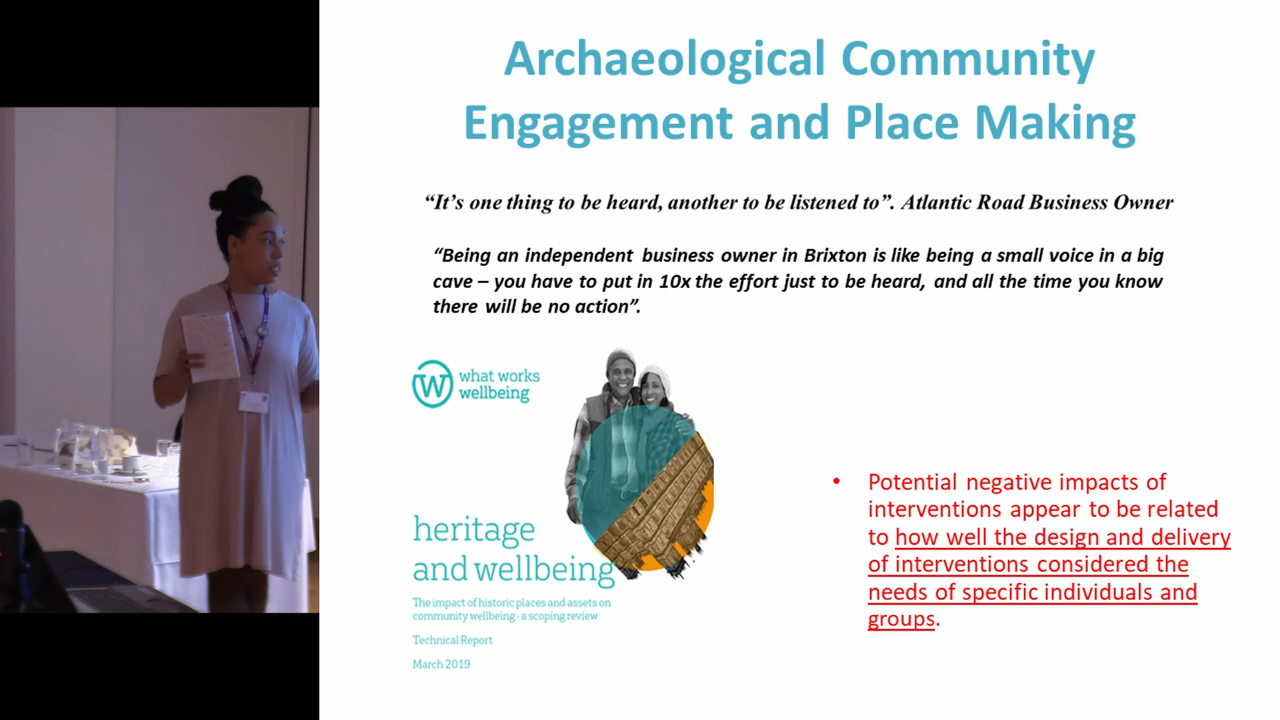 Archaeological Community
Engagement and Place Making
“It’s one thing to be heard, another to be listened to”. Atlantic Road Business Owner
“Being an independent business owner in Brixton is like being a small voice in a big
cave – you have to put in 10x the effort just to be heard, and all the time you know
there will be no action”.
w
what works
wellbeing
heritage
and wellbeing
The impact of historic places and assets on
community wellbeing - a scoping review
Technical Report
March 2019
• Potential negative impacts of
interventions appear to be related
to how well the design and delivery
of interventions considered the
needs of specific individuals and
groups.